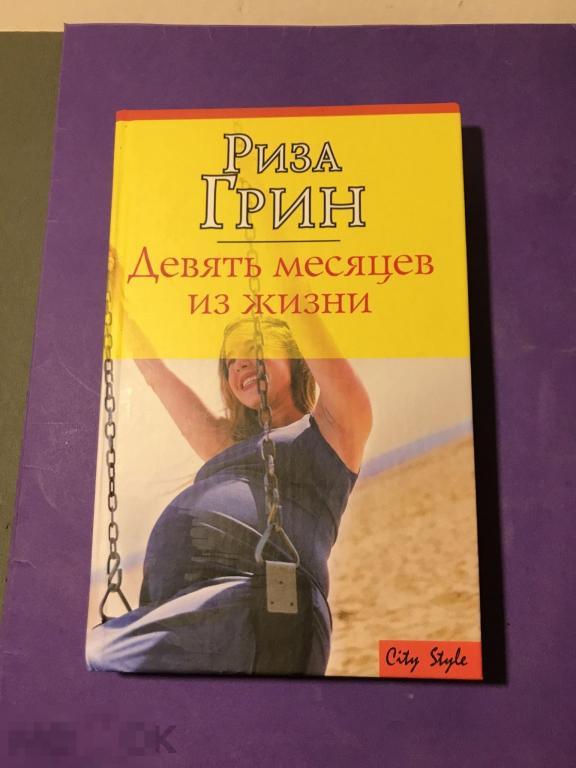 Риза
Грин
Девять месяцев
из жизни
City Style